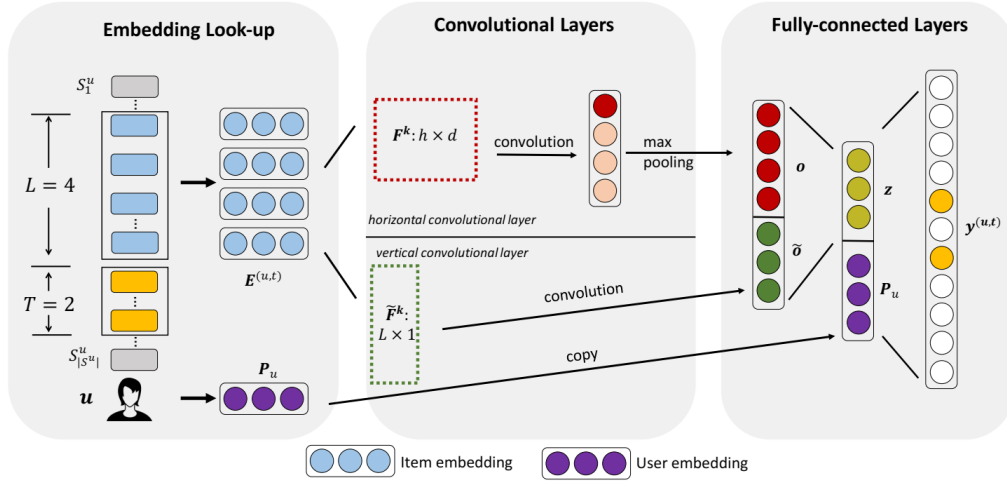 Embedding Look-up
Convolutional Layers
Fully-connected Layers
S₁ᵘ
L = 4
T = 2
S^u_{|S^u|}
u
E^{(u,t)}
P_u
F^k: h × d
convolution
max
pooling
horizontal convolutional layer
vertical convolutional layer
F̃^k:
L × 1
convolution
copy
o
õ
z
P_u
y^{(u,t)}
Item embedding
User embedding